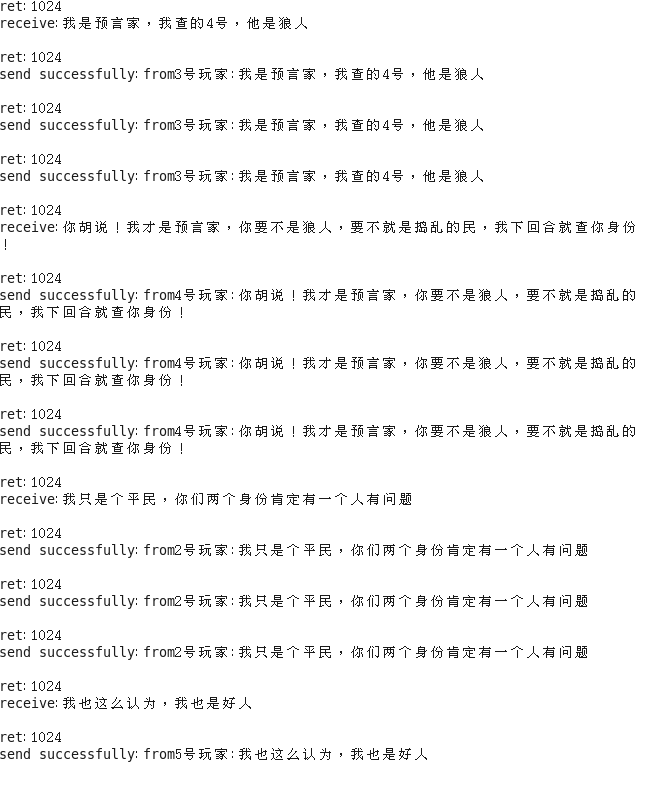 ret: 1024
receive: 我是预言家，我查的4号，他是狼人
ret: 1024
send successfully: from3号玩家:我是预言家，我查的4号，他是狼人
ret: 1024
send successfully: from3号玩家:我是预言家，我查的4号，他是狼人
ret: 1024
send successfully: from3号玩家:我是预言家，我查的4号，他是狼人
ret: 1024
receive: 你胡说！我才是预言家，你要不是狼人，要不就是捣乱的民，我下回合就查你身份
！
ret: 1024
send successfully: from4号玩家:你胡说！我才是预言家，你要不是狼人，要不就是捣乱的
民，我下回合就查你身份！
ret: 1024
send successfully: from4号玩家:你胡说！我才是预言家，你要不是狼人，要不就是捣乱的
民，我下回合就查你身份！
ret: 1024
send successfully: from4号玩家:你胡说！我才是预言家，你要不是狼人，要不就是捣乱的
民，我下回合就查你身份！
ret: 1024
receive: 我只是个平民，你们两个身份肯定有一个人有问题
ret: 1024
send successfully: from2号玩家:我只是个平民，你们两个身份肯定有一个人有问题
ret: 1024
send successfully: from2号玩家:我只是个平民，你们两个身份肯定有一个人有问题
ret: 1024
send successfully: from2号玩家:我只是个平民，你们两个身份肯定有一个人有问题
ret: 1024
receive: 我也这么认为，我也是好人
ret: 1024
send successfully: from5号玩家:我也这么认为，我也是好人